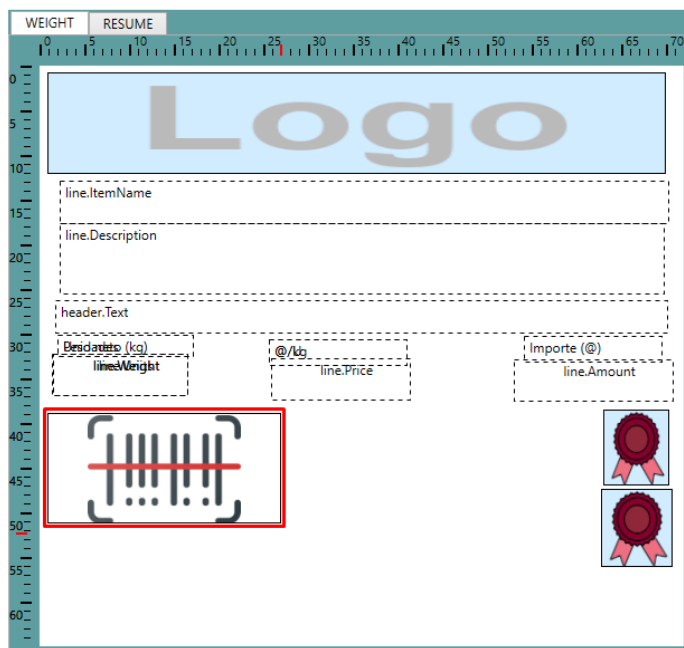 WEIGHT RESUME
0 5 10 15 20 25 30 35 40 45 50 55 60 65 70
0
5
10
15
20
25
30
35
40
45
50
55
60
Logo
line.ItemName
line.Description
header.Text
(kg) Importe (@)
line.Price line.Amount